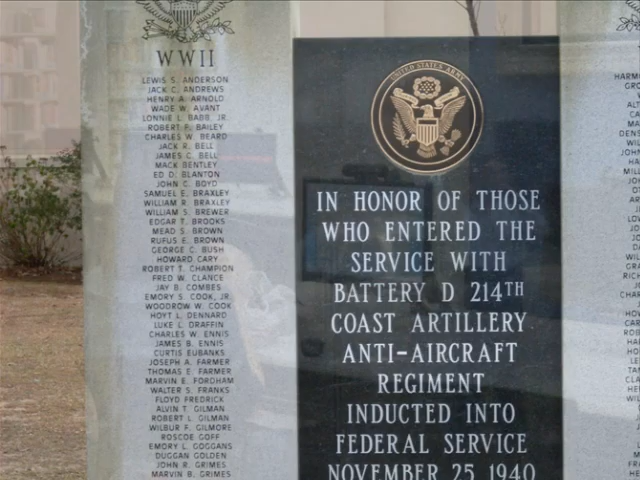 WWII
LEWIS S. ANDERSON
JACK C. ANDREWS
HENRY A. ARNOLD
WADE W. AVANT
LONNIE L. BABB, JR.
ROBERT F. BAILEY
CHARLES W. BEARD
JACK R. BELL
JAMES C. BELL
MACK BENTLEY
ED D. BLANTON
JOHN C. BOYD
SAMUEL E. BRAXLEY
WILLIAM R. BRAXLEY
WILLIAM S. BREWER
EDGAR T. BROOKS
MEAD S. BROWN
RUFUS E. BROWN
GEORGE C. BUSH
HOWARD CARY
ROBERT T. CHAMPION
FRED W. CLANCE
JAY B. COMBES
EMORY S. COOK, JR.
WOODROW W. COOK
HOYT L. DENNARD
LUKE L. DRAFFIN
CHARLES W. ENNIS
JAMES B. ENNIS
CURTIS EUBANKS
JOSEPH A. FARMER
THOMAS E. FARMER
MARVIN E. FORDHAM
WALTER S. FRANKS
FLOYD FREDRICK
ALVIN T. GILMAN
ROBERT L. GILMAN
WILBUR F. GILMORE
ROSCOE GOFF
EMORY L. GOGGANS
DUGGAN GOLDEN
JOHN R. GRIMES
MARVIN B. GRIMES
UNITED STATES ARMY
IN HONOR OF THOSE
WHO ENTERED THE
SERVICE WITH
BATTERY D 214TH
COAST ARTILLERY
ANTI-AIRCRAFT
REGIMENT
INDUCTED INTO
FEDERAL SERVICE
NOVEMBER 25, 1940